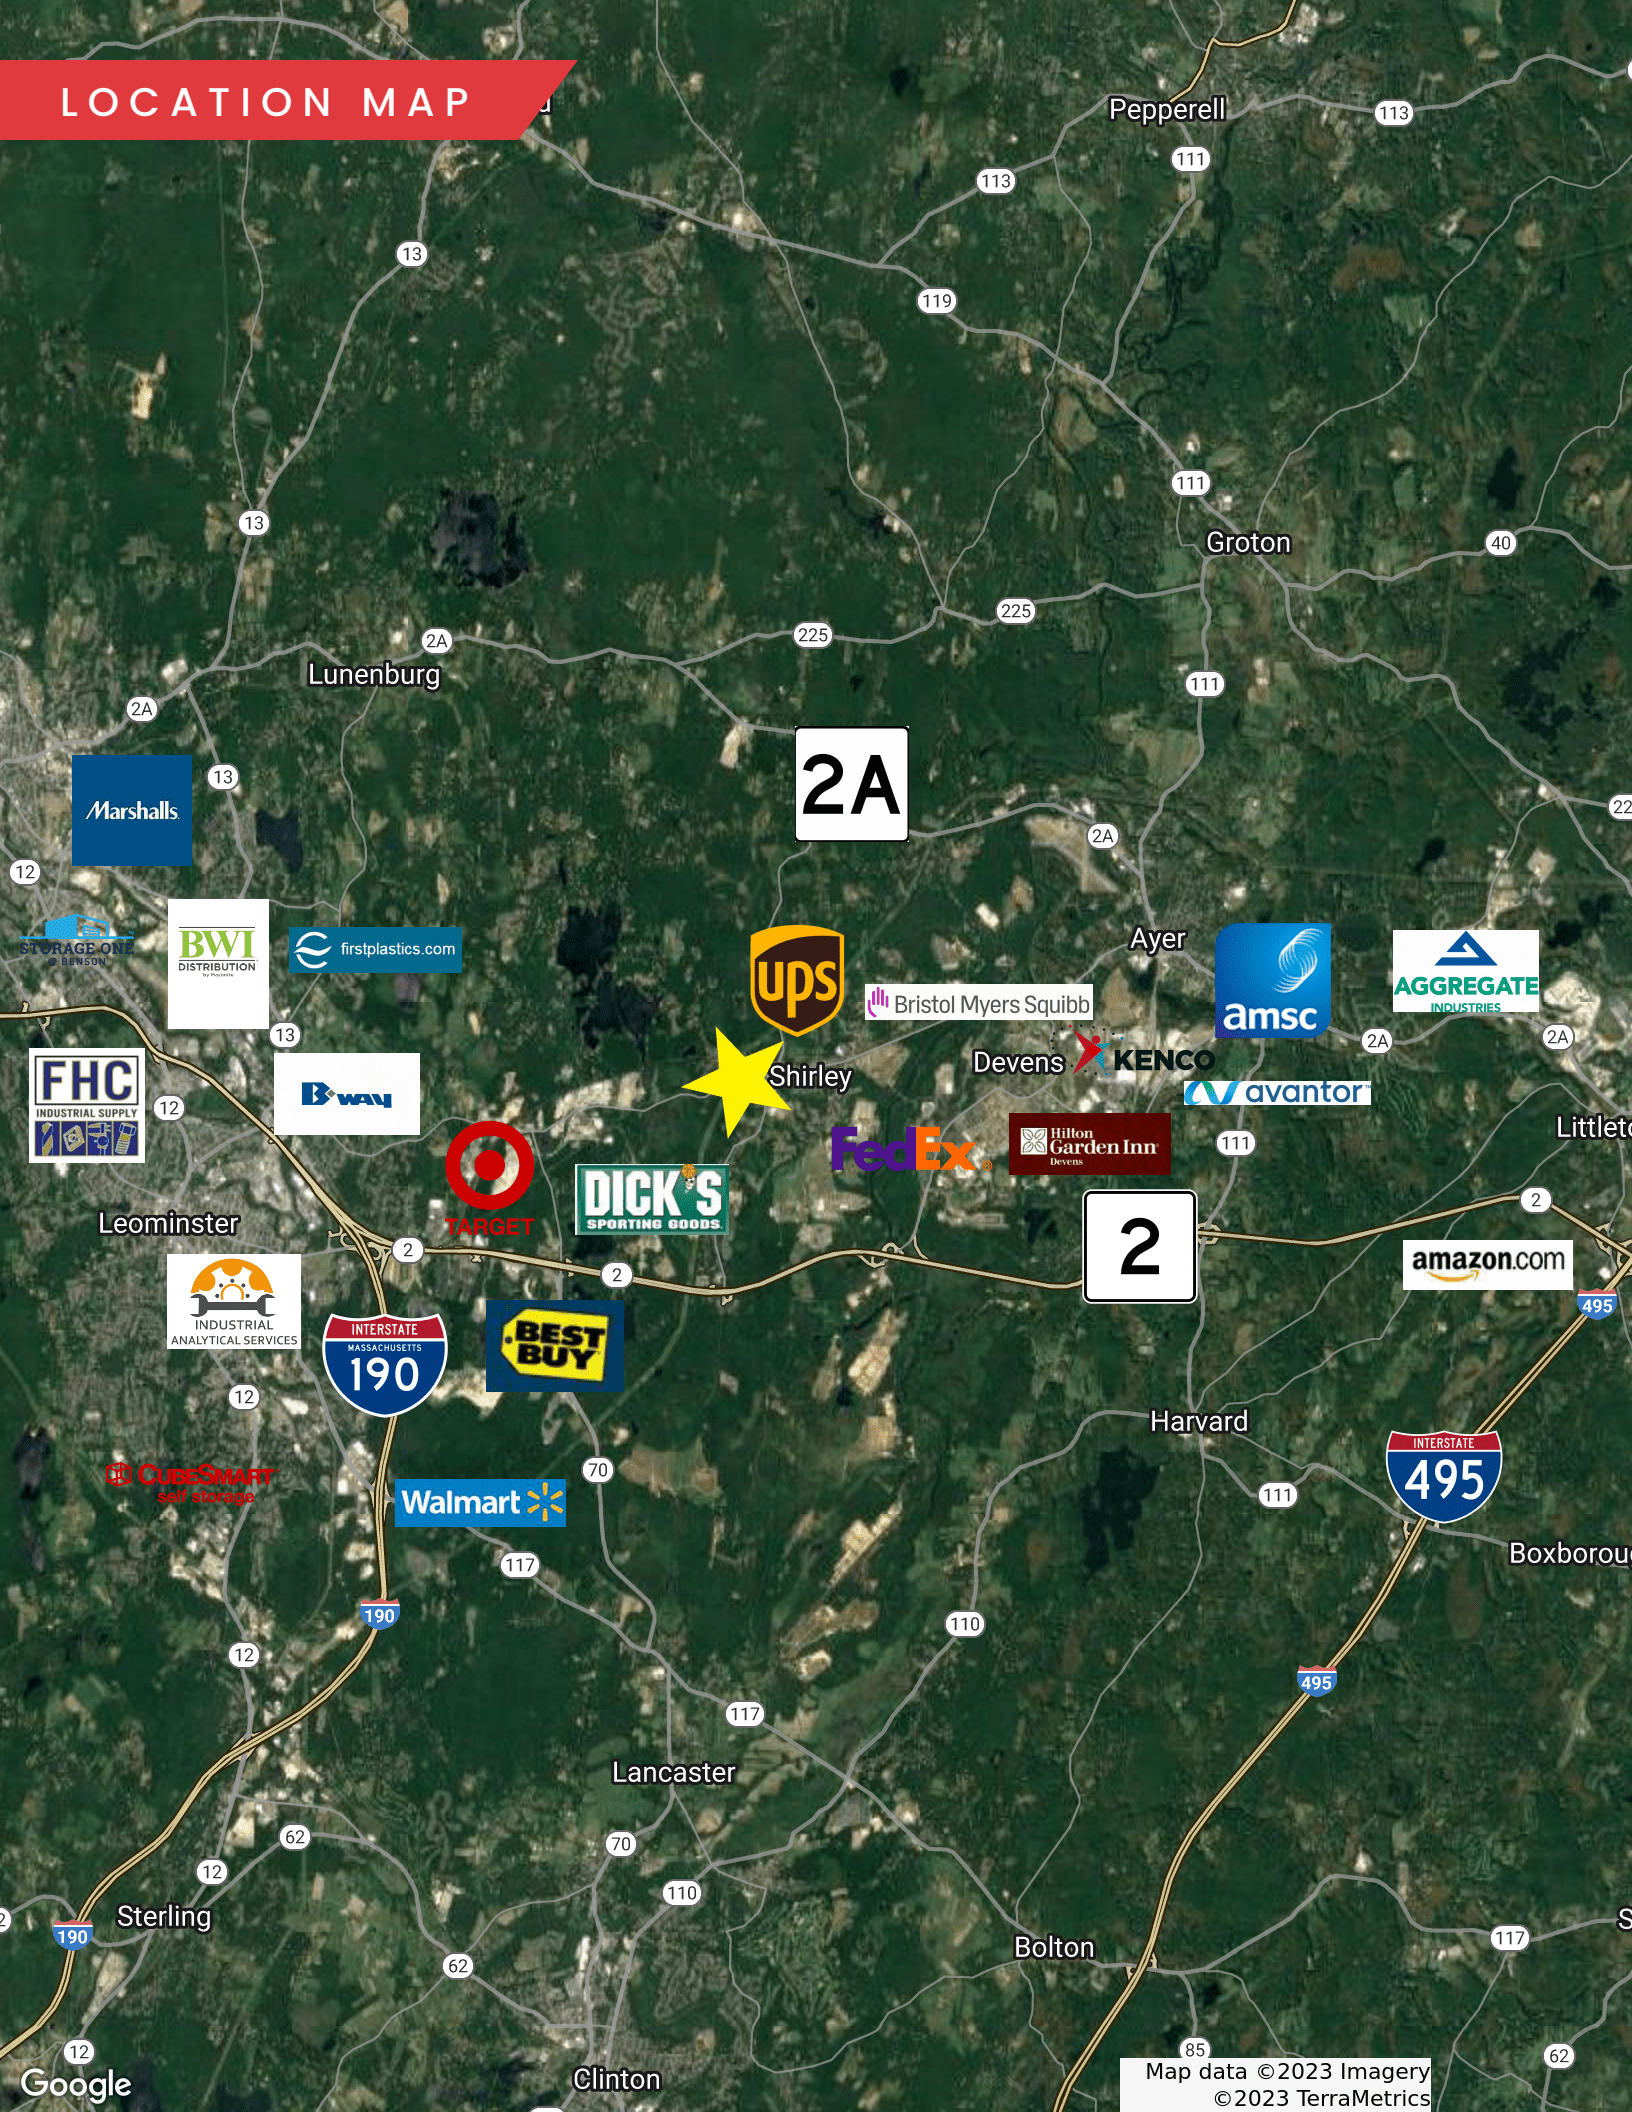 LOCATION MAP
Pepperell
113
111
113
13
119
111
13
Groton
40
225
225
2A
Lunenburg
111
2A
13
2A
22
Marshalls
2A
12
STORAGE ONE
@ BENSON
BWI
DISTRIBUTION
by Masonite
firstplastics.com
Ayer
ups
Bristol Myers Squibb
amsc
AGGREGATE
INDUSTRIES
13
2A
2A
FHC
INDUSTRIAL SUPPLY
12
B-WAY
Shirley
Devens
KENCO
avantor™
Littlet
111
TARGET
DICK'S
SPORTING GOODS.
FedEx®
Hilton
Garden Inn
Devens
Leominster
2
2
2
2
INDUSTRIAL
ANALYTICAL SERVICES
INTERSTATE
MASSACHUSETTS
190
BEST
BUY
amazon.com
495
12
Harvard
INTERSTATE
495
CUBESMART
self storage
70
Walmart
111
117
Boxborou
190
110
12
495
117
Lancaster
62
70
12
110
Sterling
2
190
S
117
Bolton
62
12
85
62
Google
Clinton
Map data ©2023 Imagery
©2023 TerraMetrics